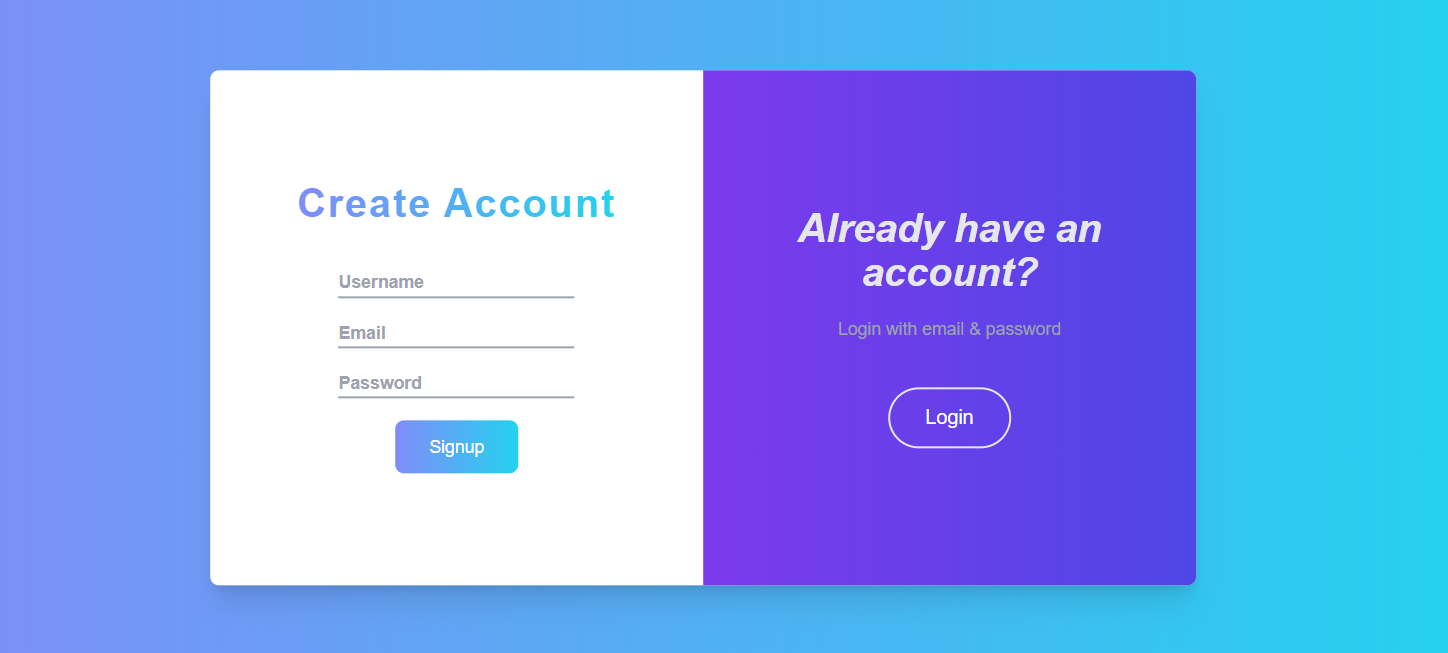 Create Account
Username
Email
Password
Signup
Already have an
account?
Login with email & password
Login